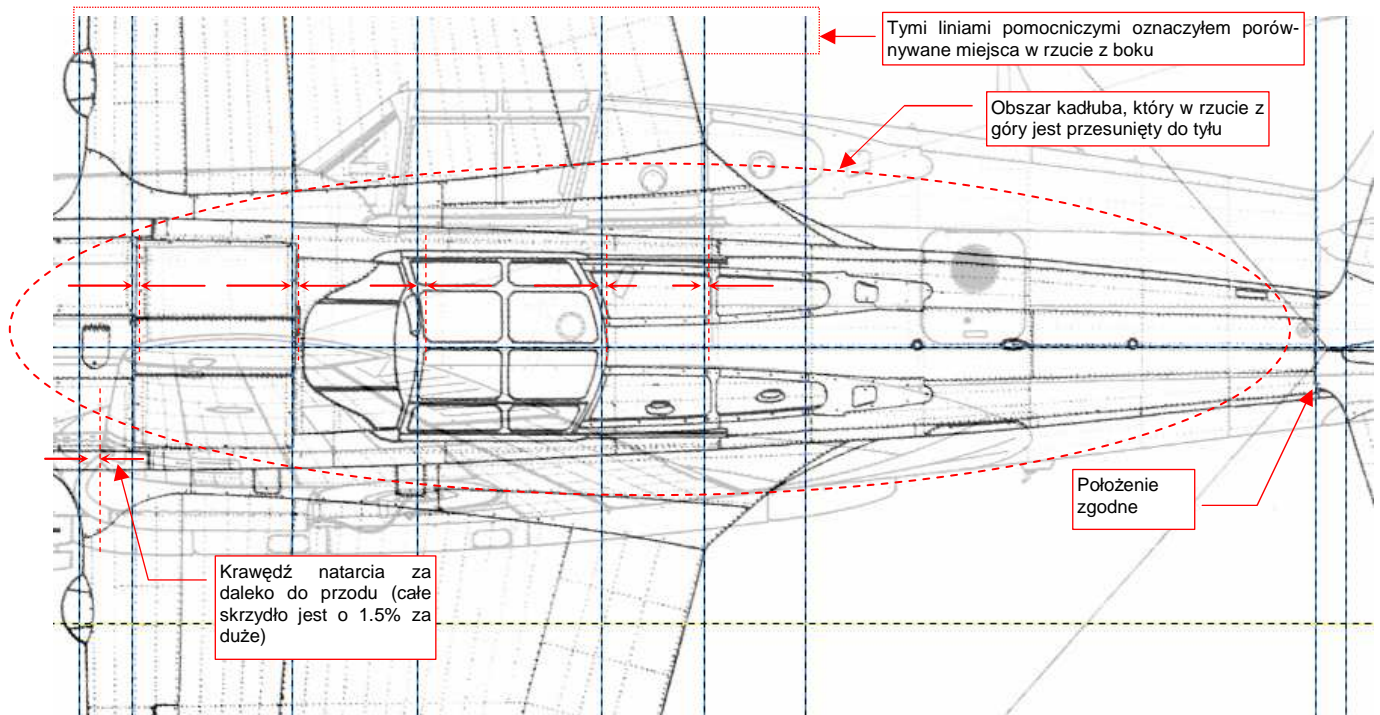 Tymi liniami pomocniczymi oznaczyłem porów-
nywane miejsca w rzucie z boku
Obszar kadłuba, który w rzucie z
góry jest przesunięty do tyłu
Położenie
zgodne
Krawędź natarcia za
daleko do przodu (całe
skrzydło jest o 1.5% za
duże)